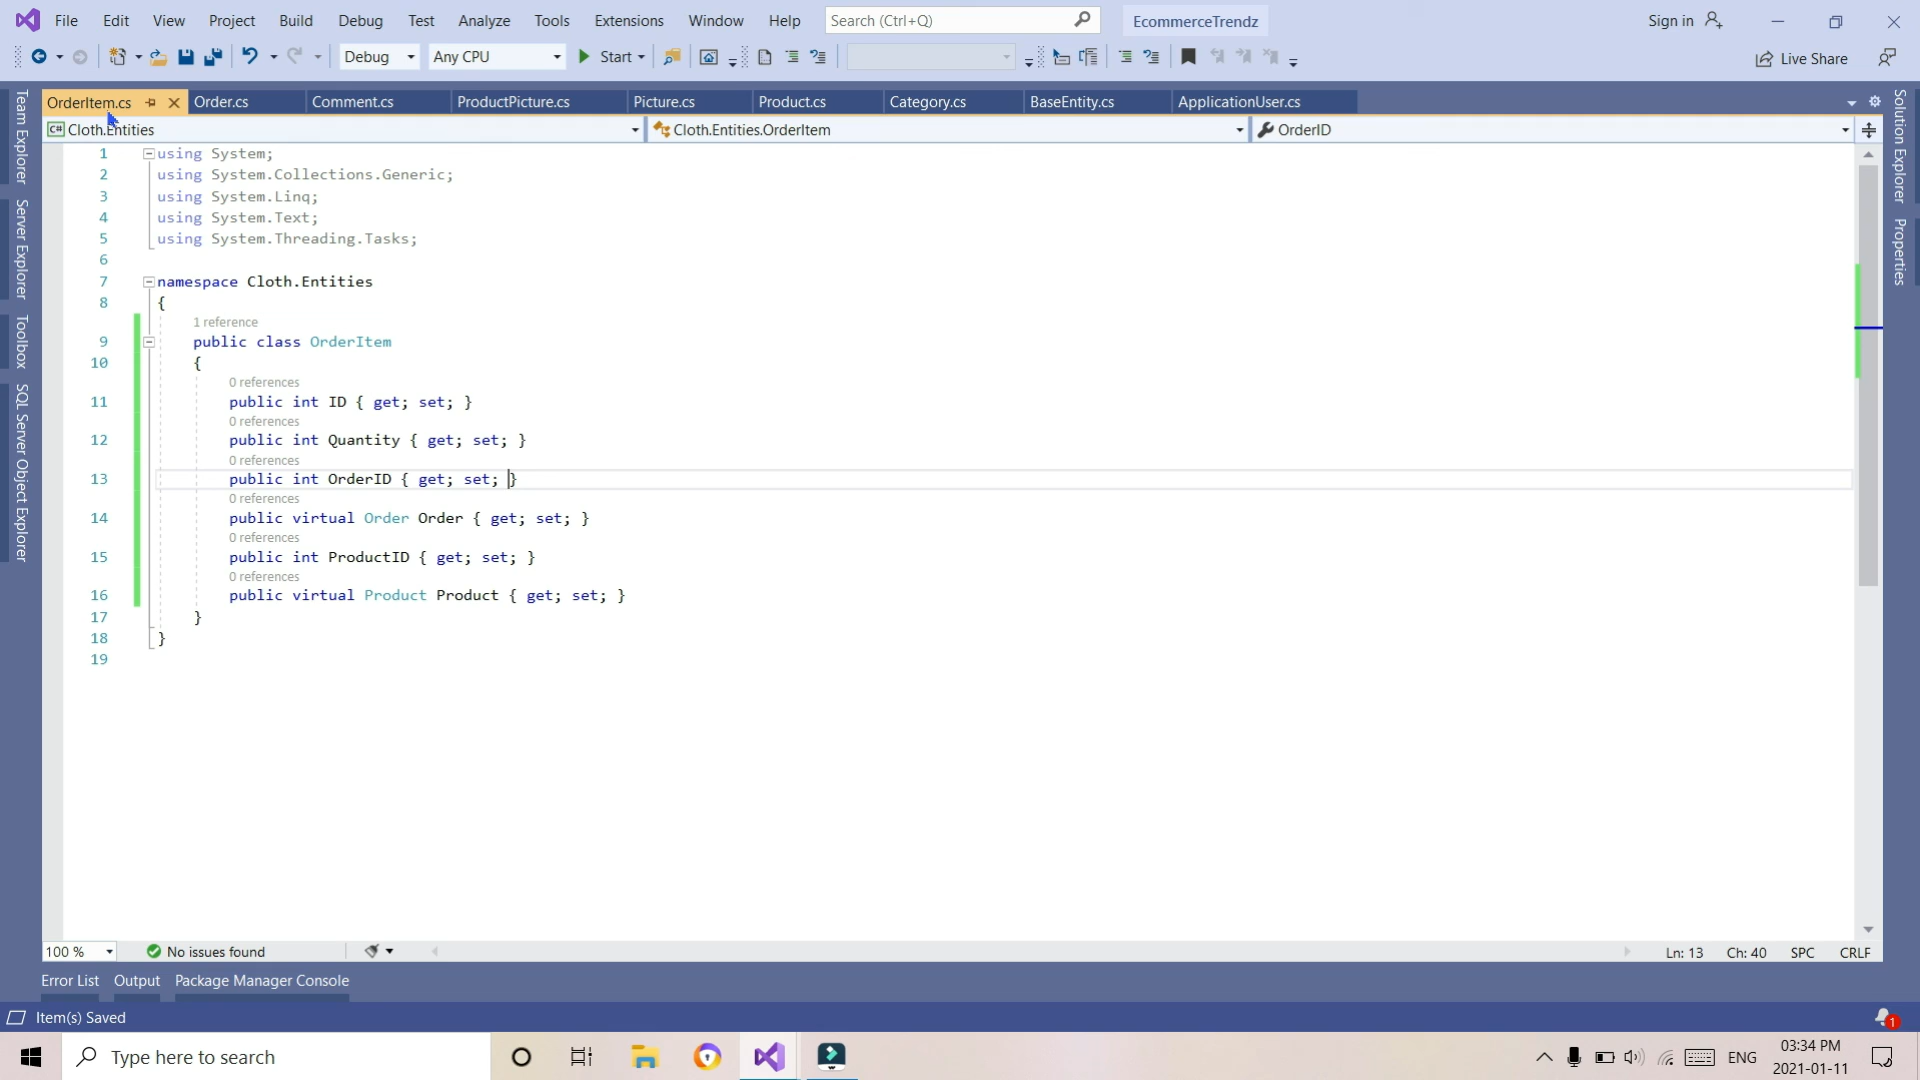 File Edit View Project Build Debug Test Analyze Tools Extensions Window Help Search (Ctrl+Q) EcommerceTrendz Sign in
Debug Any CPU Start Live Share
OrderItem.cs Order.cs Comment.cs ProductPicture.cs Picture.cs Product.cs Category.cs BaseEntity.cs ApplicationUser.cs
C# Cloth.Entities Cloth.Entities.OrderItem OrderID
Team Explorer
Server Explorer
Toolbox
SQL Server Object Explorer
1 using System;
2 using System.Collections.Generic;
3 using System.Linq;
4 using System.Text;
5 using System.Threading.Tasks;
6
7 namespace Cloth.Entities
8 {
1 reference
9 public class OrderItem
10 {
0 references
11 public int ID { get; set; }
0 references
12 public int Quantity { get; set; }
0 references
13 public int OrderID { get; set; }
0 references
14 public virtual Order Order { get; set; }
0 references
15 public int ProductID { get; set; }
0 references
16 public virtual Product Product { get; set; }
17 }
18 }
19
Solution Explorer
Properties
100 % No issues found Ln: 13 Ch: 40 SPC CRLF
Error List Output Package Manager Console
Item(s) Saved 1
Type here to search ENG 03:34 PM
2021-01-11